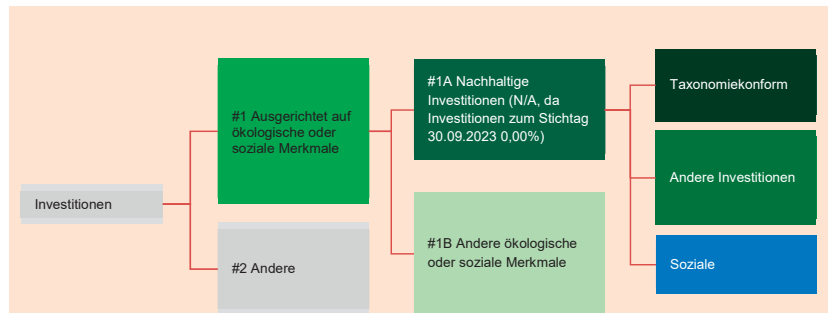 Investitionen
#1 Ausgerichtet auf
ökologische oder
soziale Merkmale
#2 Andere
#1A Nachhaltige
Investitionen (N/A, da
Investitionen zum Stichtag
30.09.2023 0,00%)
#1B Andere ökologische
oder soziale Merkmale
Taxonomiekonform
Andere Investitionen
Soziale